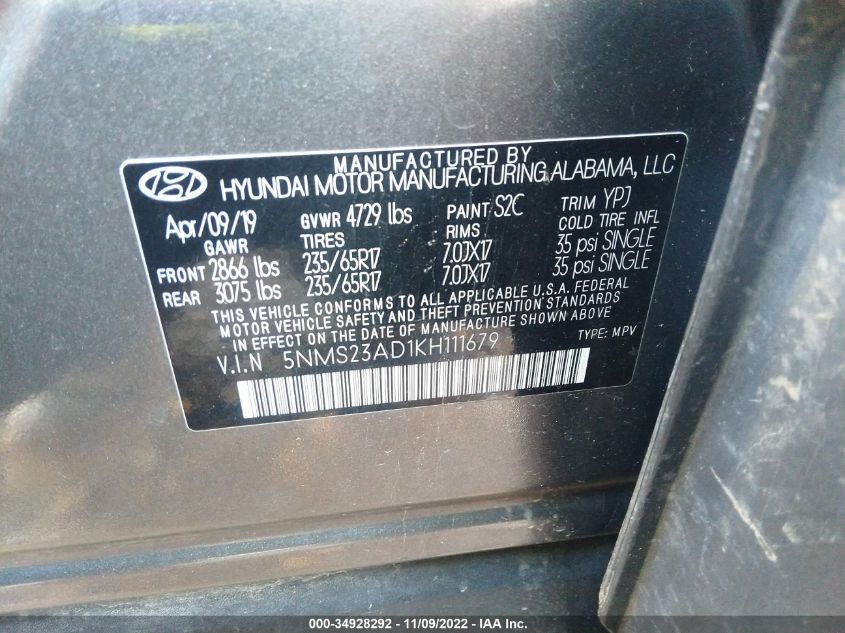 MANUFACTURED BY
HYUNDAI MOTOR MANUFACTURING ALABAMA, LLC
Apr/09/19 GVWR 4729 lbs PAINT S2C TRIM YPJ
GAWR TIRES RIMS COLD TIRE INFL
FRONT 2866 lbs 235/65R17 7.0JX17 35 psi SINGLE
REAR 3075 lbs 235/65R17 7.0JX17 35 psi SINGLE
THIS VEHICLE CONFORMS TO ALL APPLICABLE U.S.A. FEDERAL
MOTOR VEHICLE SAFETY AND THEFT PREVENTION STANDARDS
IN EFFECT ON THE DATE OF MANUFACTURE SHOWN ABOVE.
V.I.N 5NMS23AD1KH111679 TYPE: MPV
000-34928292 - 11/09/2022 - IAA Inc.